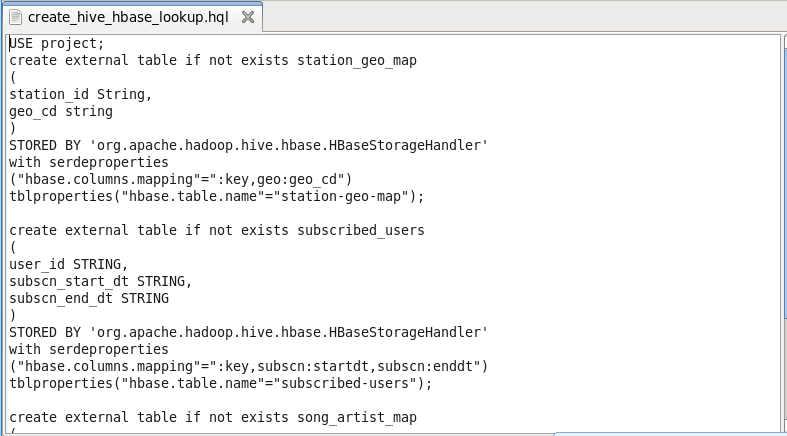 create_hive_hbase_lookup.hql
USE project;
create external table if not exists station_geo_map
(
station_id String,
geo_cd string
)
STORED BY 'org.apache.hadoop.hive.hbase.HBaseStorageHandler'
with serdeproperties
("hbase.columns.mapping"=":key,geo:geo_cd")
tblproperties("hbase.table.name"="station-geo-map");
create external table if not exists subscribed_users
(
user_id STRING,
subscn_start_dt STRING,
subscn_end_dt STRING
)
STORED BY 'org.apache.hadoop.hive.hbase.HBaseStorageHandler'
with serdeproperties
("hbase.columns.mapping"=":key,subscn:startdt,subscn:enddt")
tblproperties("hbase.table.name"="subscribed-users");
create external table if not exists song_artist_map
(